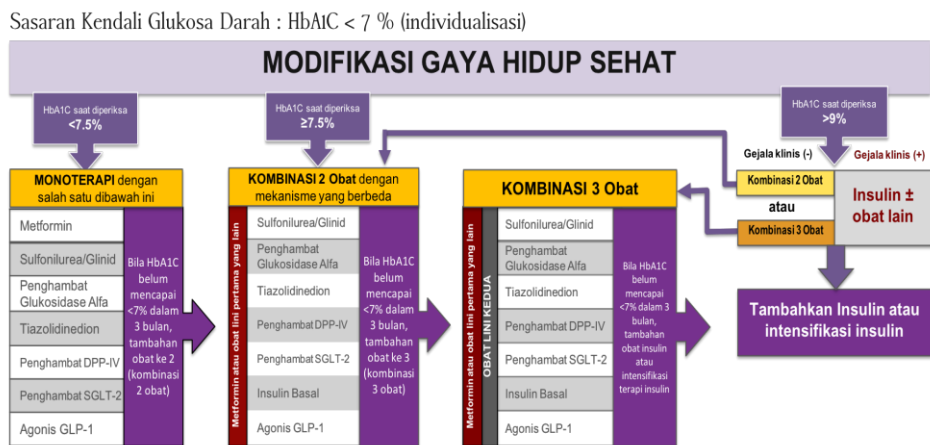 Sasaran Kendali Glukosa Darah : HbA1C < 7 % (individualisasi)
MODIFIKASI GAYA HIDUP SEHAT
HbA1C saat diperiksa
<7.5%
MONOTERAPI dengan
salah satu dibawah ini
Metformin
Sulfonilurea/Glinid
Penghambat
Glukosidase Alfa
Tiazolidinedion
Penghambat DPP-IV
Penghambat SGLT-2
Agonis GLP-1
Bila HbA1C
belum
mencapai
<7% dalam
3 bulan,
tambahan
obat ke 2
(kombinasi
2 obat)
HbA1C saat diperiksa
≥7.5%
KOMBINASI 2 Obat dengan
mekanisme yang berbeda
Metformin atau obat lini pertama yang lain
Sulfonilurea/Glinid
Penghambat
Glukosidase Alfa
Tiazolidinedion
Penghambat DPP-IV
Penghambat SGLT-2
Insulin Basal
Agonis GLP-1
Bila HbA1C
belum
mencapai
<7% dalam
3 bulan,
tambahan
obat ke 3
(kombinasi
3 obat)
KOMBINASI 3 Obat
Metformin atau obat lini pertama yang lain
OBAT LINI KEDUA
Sulfonilurea/Glinid
Penghambat
Glukosidase Alfa
Tiazolidinedion
Penghambat DPP-IV
Penghambat SGLT-2
Insulin Basal
Agonis GLP-1
Bila HbA1C
belum
mencapai
<7% dalam 3
bulan,
tambahan
obat insulin
atau
intensifikasi
terapi insulin
HbA1C saat diperiksa
>9%
Gejala klinis (-)
Gejala klinis (+)
Kombinasi 2 Obat
atau
Kombinasi 3 Obat
Insulin ±
obat lain
Tambahkan Insulin atau
intensifikasi insulin